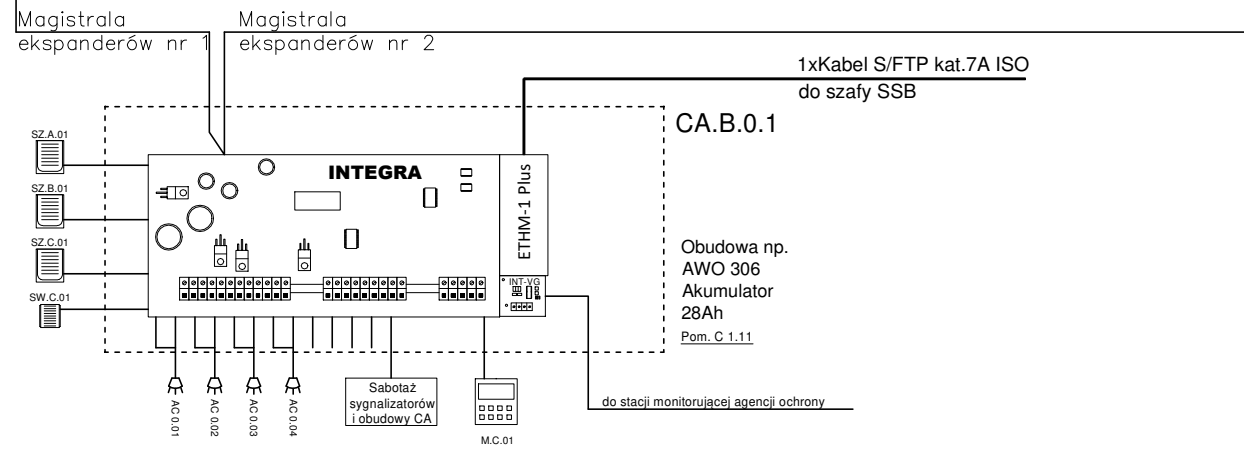 Magistrala
ekspanderów nr 1
Magistrala
ekspanderów nr 2
1xKabel S/FTP kat.7A ISO
do szafy SSB
CA.B.0.1
SZ.A.01
SZ.B.01
SZ.C.01
SW.C.01
INTEGRA
ETHM-1 Plus
INT-VG
Obudowa np.
AWO 306
Akumulator
28Ah
Pom. C 1.11
AC 0.01
AC 0.02
AC 0.03
AC 0.04
Sabotaż
sygnalizatorów
i obudowy CA
M.C.01
do stacji monitorującej agencji ochrony